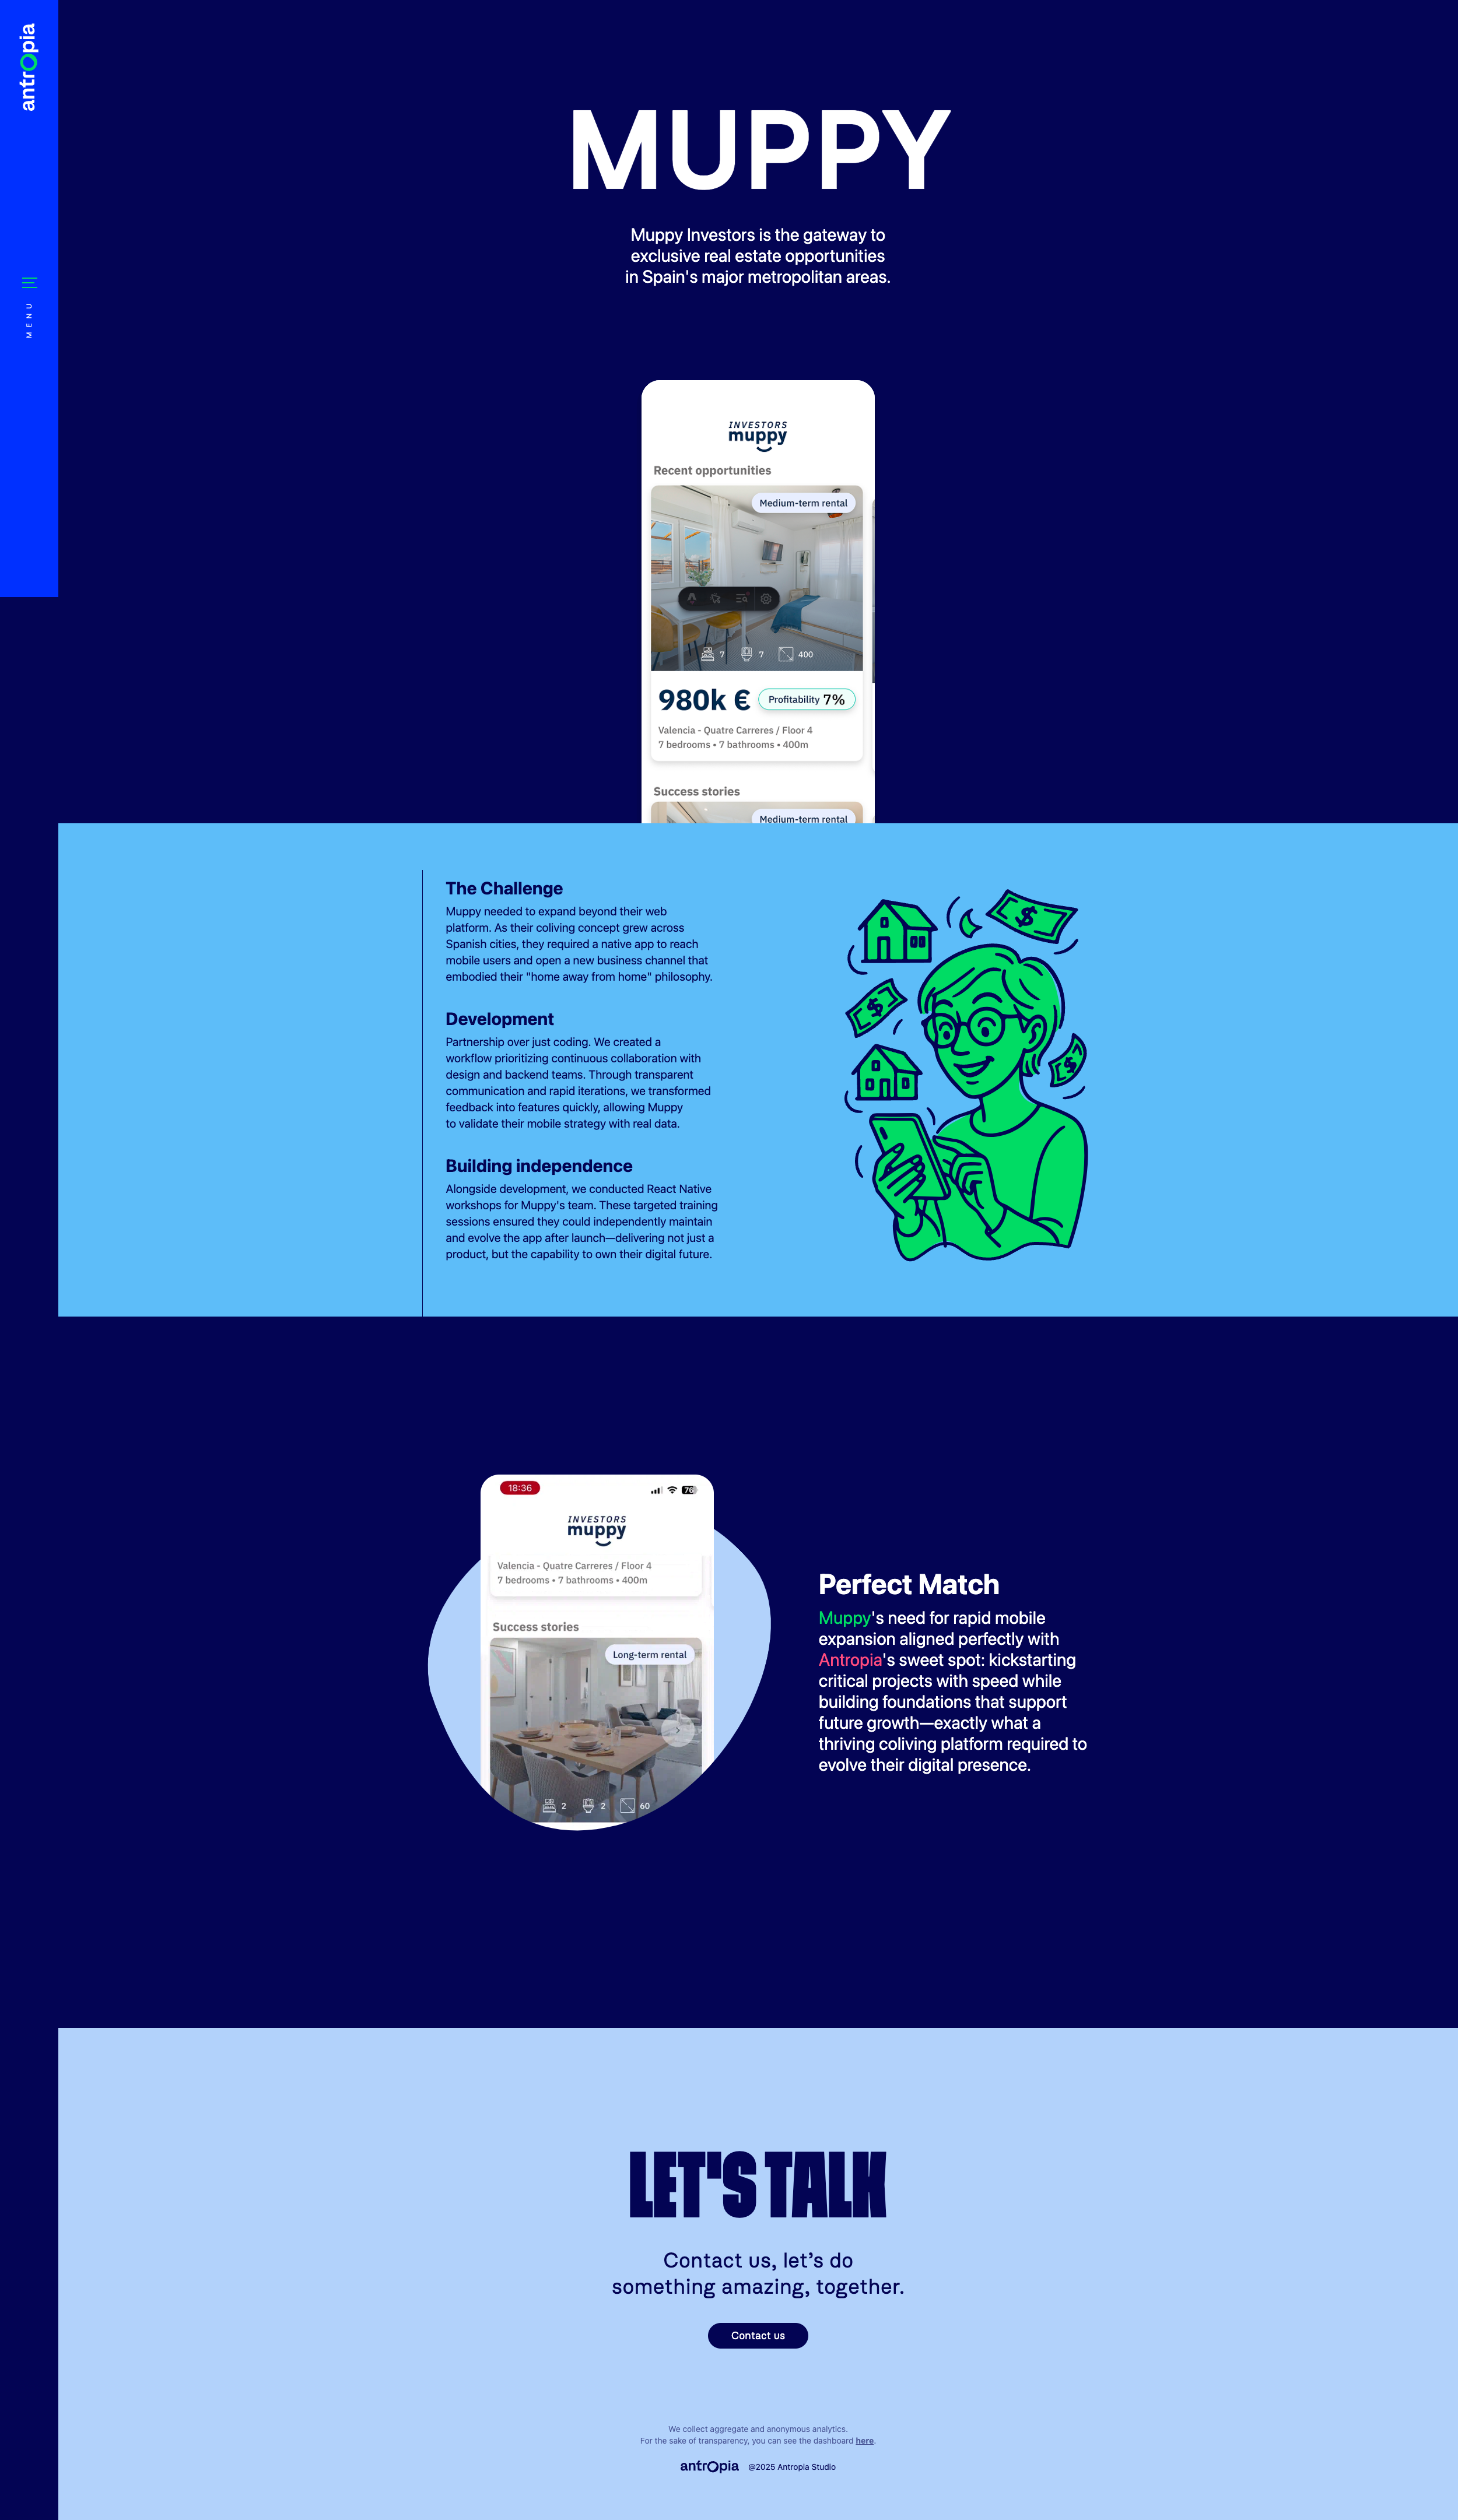 antropia
MENU
MUPPY
Muppy Investors is the gateway to
exclusive real estate opportunities
in Spain's major metropolitan areas.
INVESTORS
muppy
Recent opportunities
Medium-term rental
7 7 400
980k € Profitability 7%
Valencia - Quatre Carreres / Floor 4
7 bedrooms • 7 bathrooms • 400m
Success stories
Medium-term rental
The Challenge
Muppy needed to expand beyond their web
platform. As their coliving concept grew across
Spanish cities, they required a native app to reach
mobile users and open a new business channel that
embodied their "home away from home" philosophy.
Development
Partnership over just coding. We created a
workflow prioritizing continuous collaboration with
design and backend teams. Through transparent
communication and rapid iterations, we transformed
feedback into features quickly, allowing Muppy
to validate their mobile strategy with real data.
Building independence
Alongside development, we conducted React Native
workshops for Muppy's team. These targeted training
sessions ensured they could independently maintain
and evolve the app after launch—delivering not just a
product, but the capability to own their digital future.
$
$
$
18:36
INVESTORS
muppy
Valencia - Quatre Carreres / Floor 4
7 bedrooms • 7 bathrooms • 400m
Success stories
Long-term rental
2 2 60
Perfect Match
Muppy's need for rapid mobile
expansion aligned perfectly with
Antropia's sweet spot: kickstarting
critical projects with speed while
building foundations that support
future growth—exactly what a
thriving coliving platform required to
evolve their digital presence.
LET'S TALK
Contact us, let’s do
something amazing, together.
Contact us
We collect aggregate and anonymous analytics.
For the sake of transparency, you can see the dashboard here.
antropia @2025 Antropia Studio